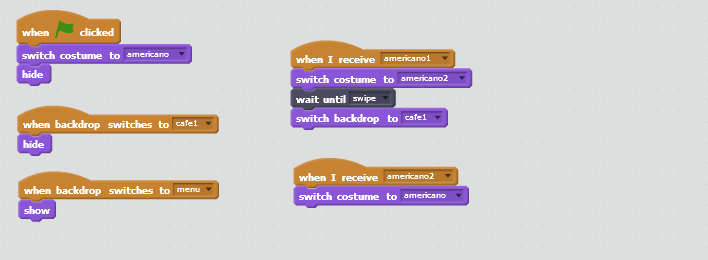 when clicked
switch costume to americano
hide
when backdrop switches to cafe1
hide
when backdrop switches to menu
show
when I receive americano1
switch costume to americano2
wait until swipe
switch backdrop to cafe1
when I receive americano2
switch costume to americano